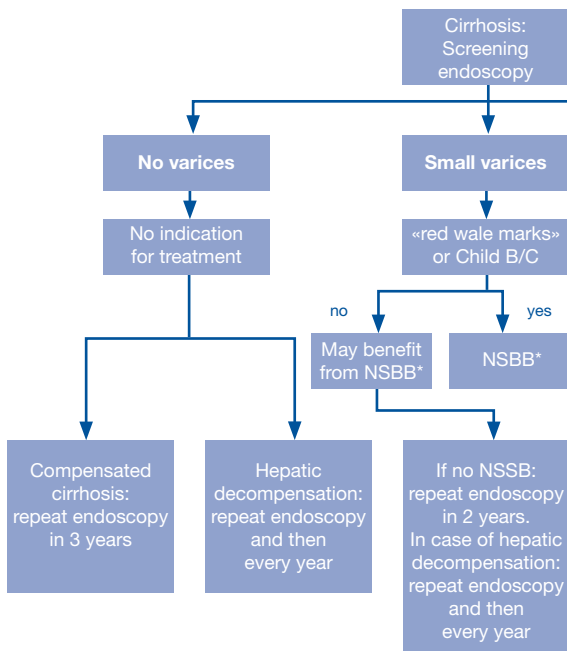 Cirrhosis:
Screening
endoscopy
No varices
Small varices
No indication
for treatment
«red wale marks»
or Child B/C
no
yes
May benefit
from NSBB*
NSBB*
Compensated
cirrhosis:
repeat endoscopy
in 3 years
Hepatic
decompensation:
repeat endoscopy
and then
every year
If no NSSB:
repeat endoscopy
in 2 years.
In case of hepatic
decompensation:
repeat endoscopy
and then
every year